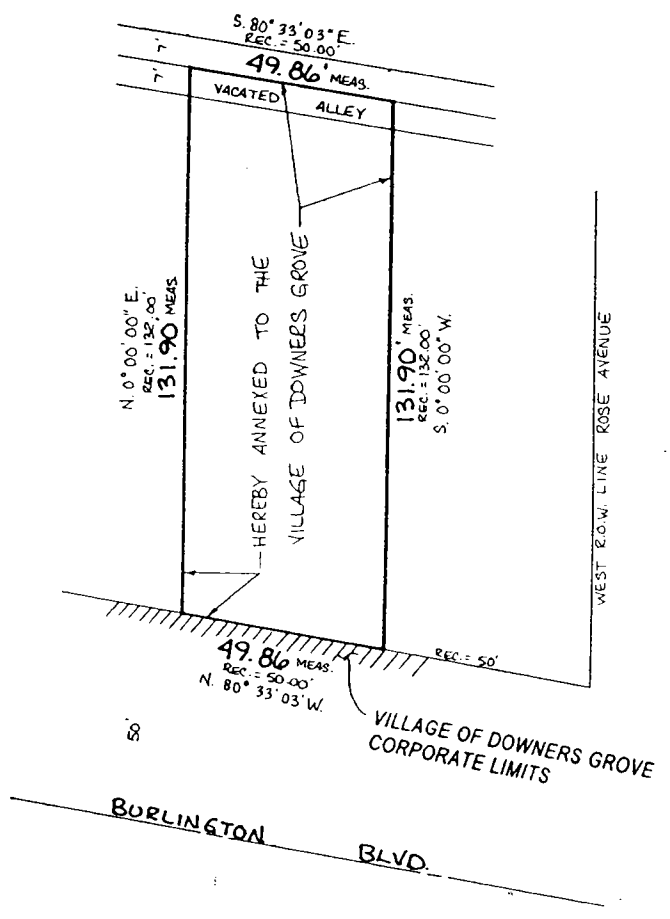 S. 80° 33' 03" E.
REC. = 50.00'
49.86' MEAS.
7'
7'
VACATED ALLEY
N. 0° 00' 00" E.
REC. = 132.00'
131.90 MEAS.
HEREBY ANNEXED TO THE
VILLAGE OF DOWNERS GROVE
131.90' MEAS.
REC. = 132.00'
S. 0° 00' 00" W.
WEST R.O.W. LINE ROSE AVENUE
49.86 MEAS.
REC. = 50.00'
N. 80° 33' 03' W.
REC. = 50'
VILLAGE OF DOWNERS GROVE
CORPORATE LIMITS
50'
BURLINGTON BLVD.